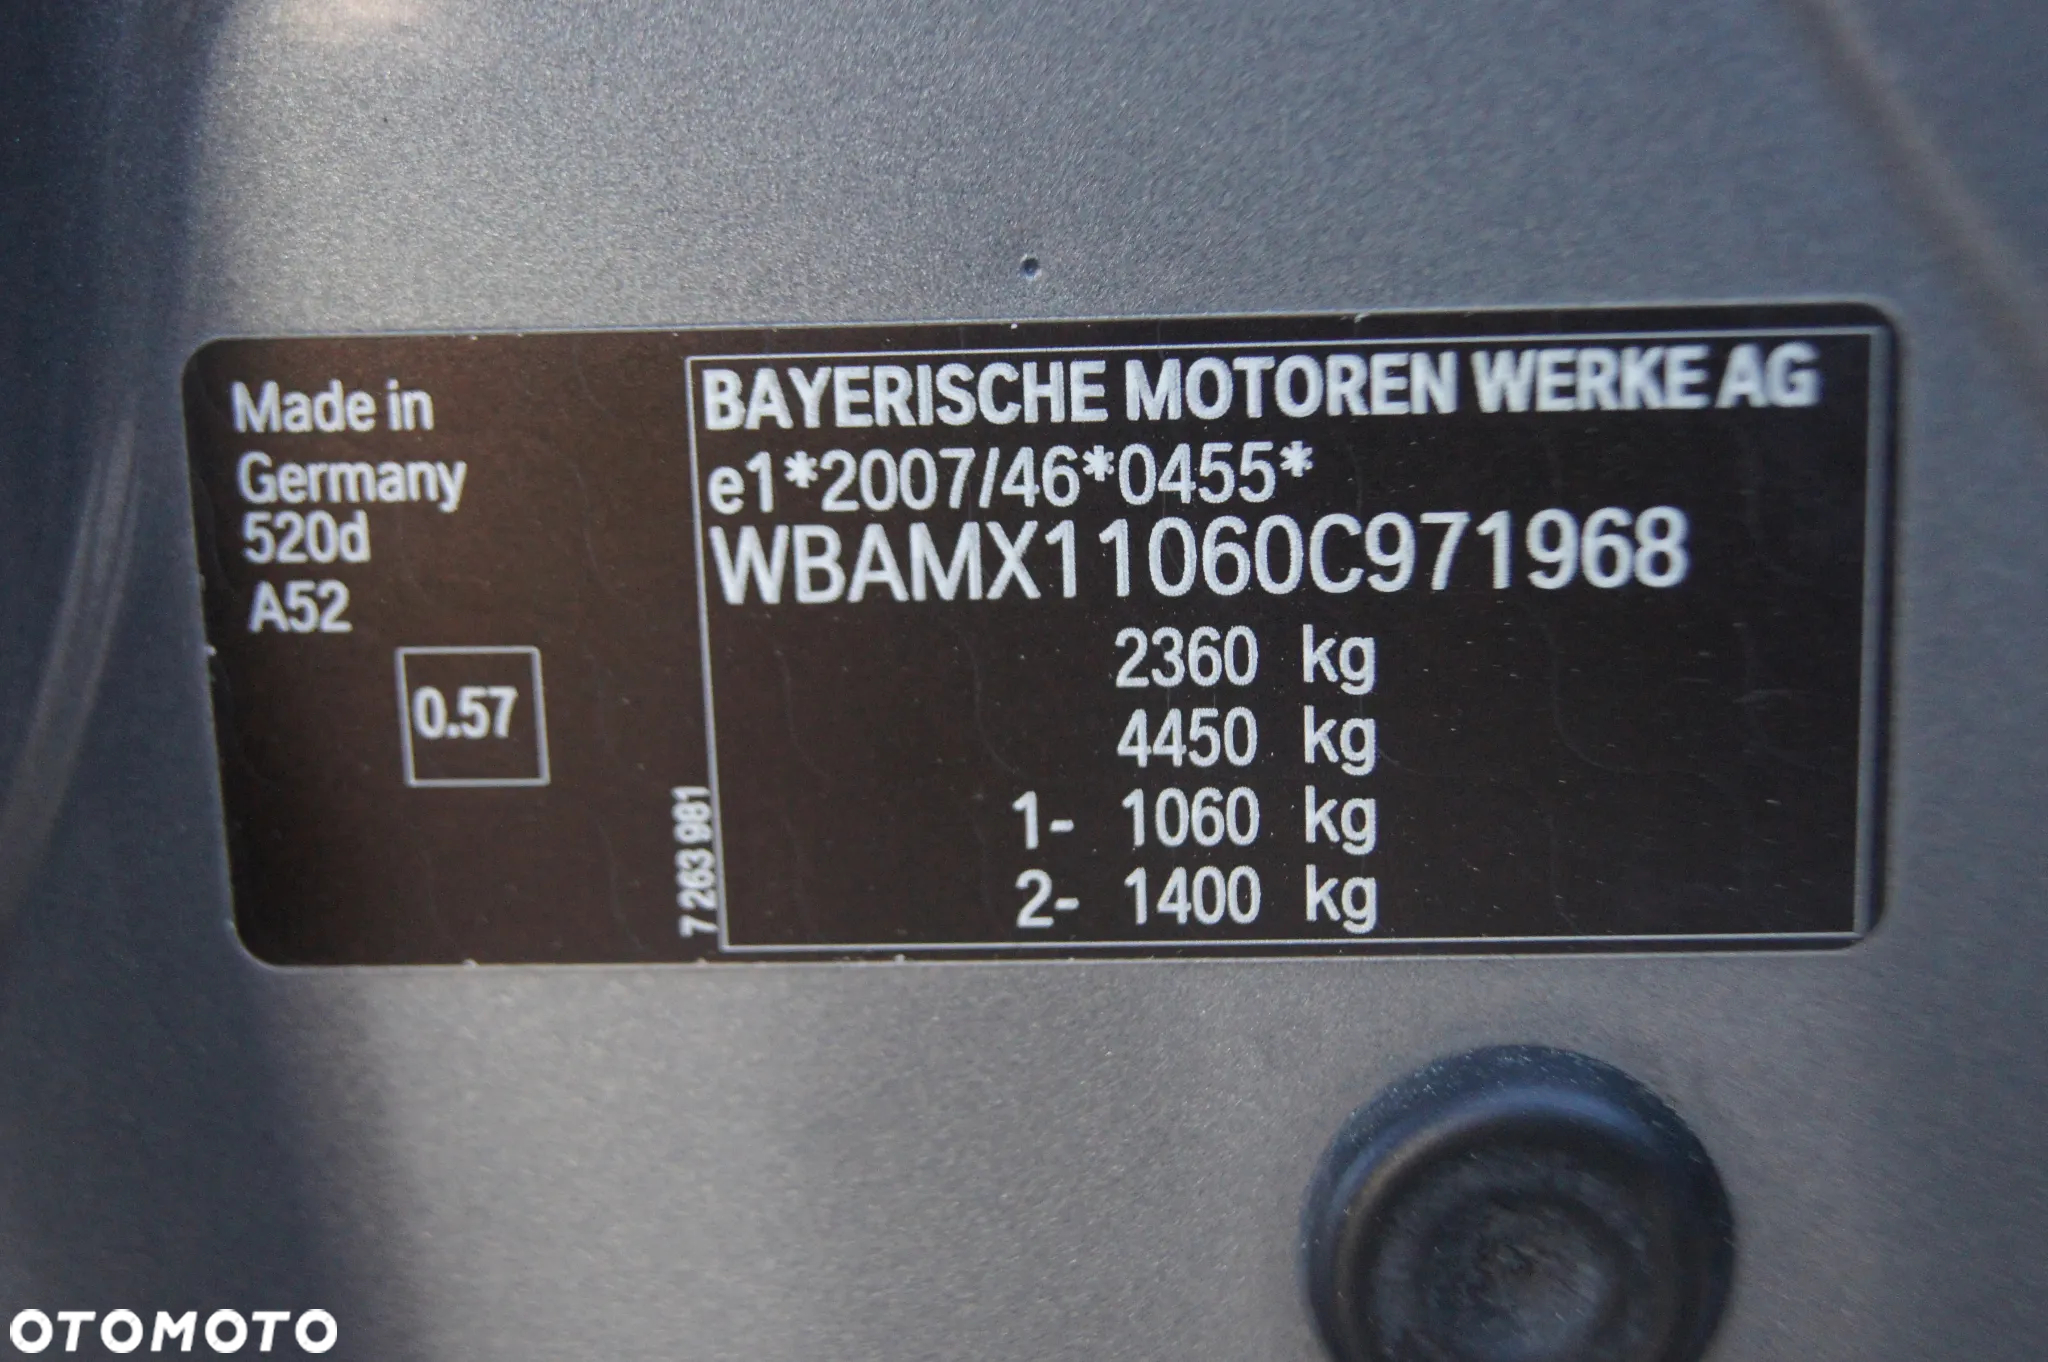 Made in
Germany
520d
A52
0.57
7 263 981
BAYERISCHE MOTOREN WERKE AG
e1*2007/46*0455*
WBAMX11060C971968
2360 kg
4450 kg
1- 1060 kg
2- 1400 kg
OTOMOTO